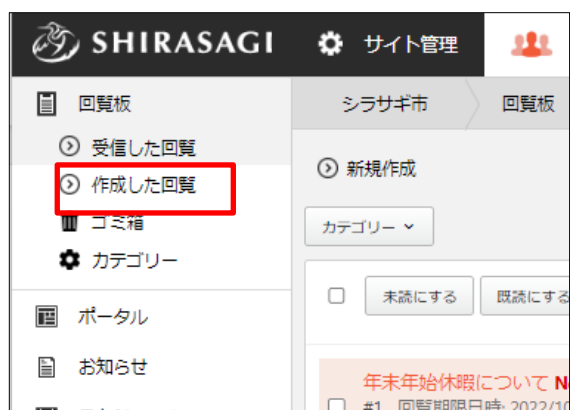 SHIRASAGI
サイト管理
回覧板
受信した回覧
作成した回覧
ゴミ箱
カテゴリー
ポータル
お知らせ
シラサギ市
回覧板
新規作成
カテゴリー
未読にする
既読にする
年末年始休暇について
#1 回覧期限日時: 2022/10